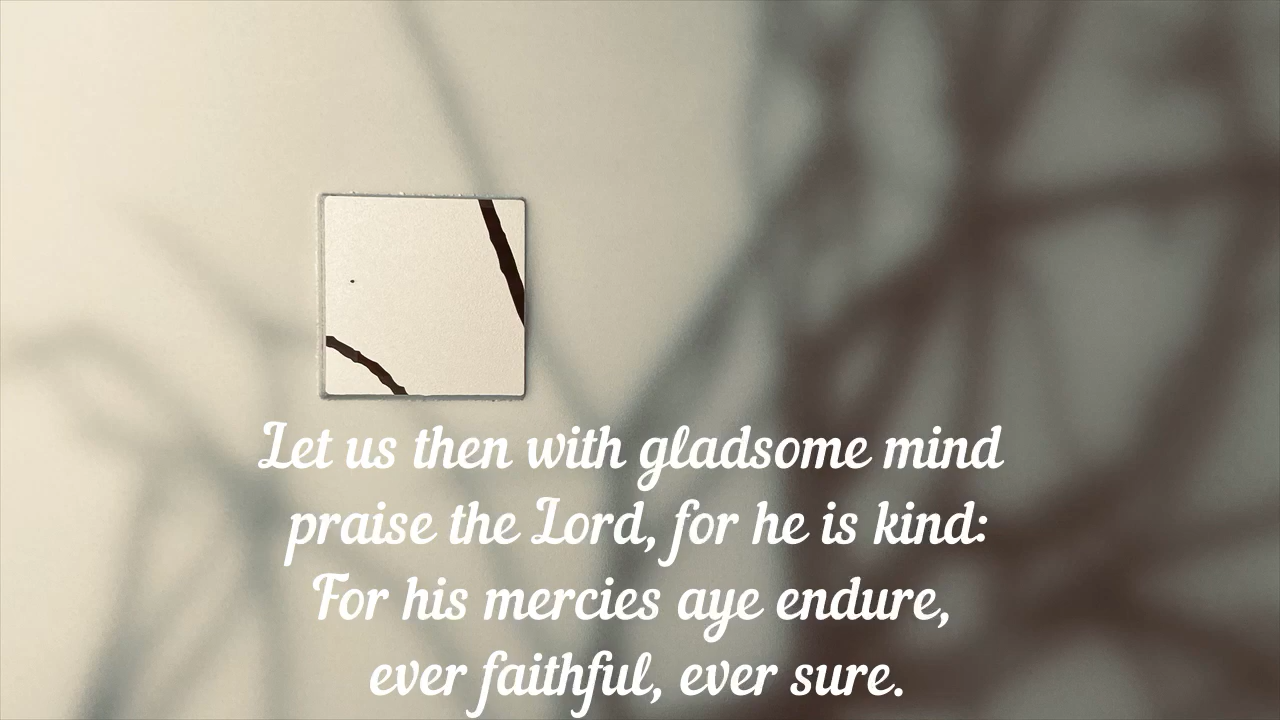 Let us then with gladsome mind
praise the Lord, for he is kind:
For his mercies aye endure,
ever faithful, ever sure.